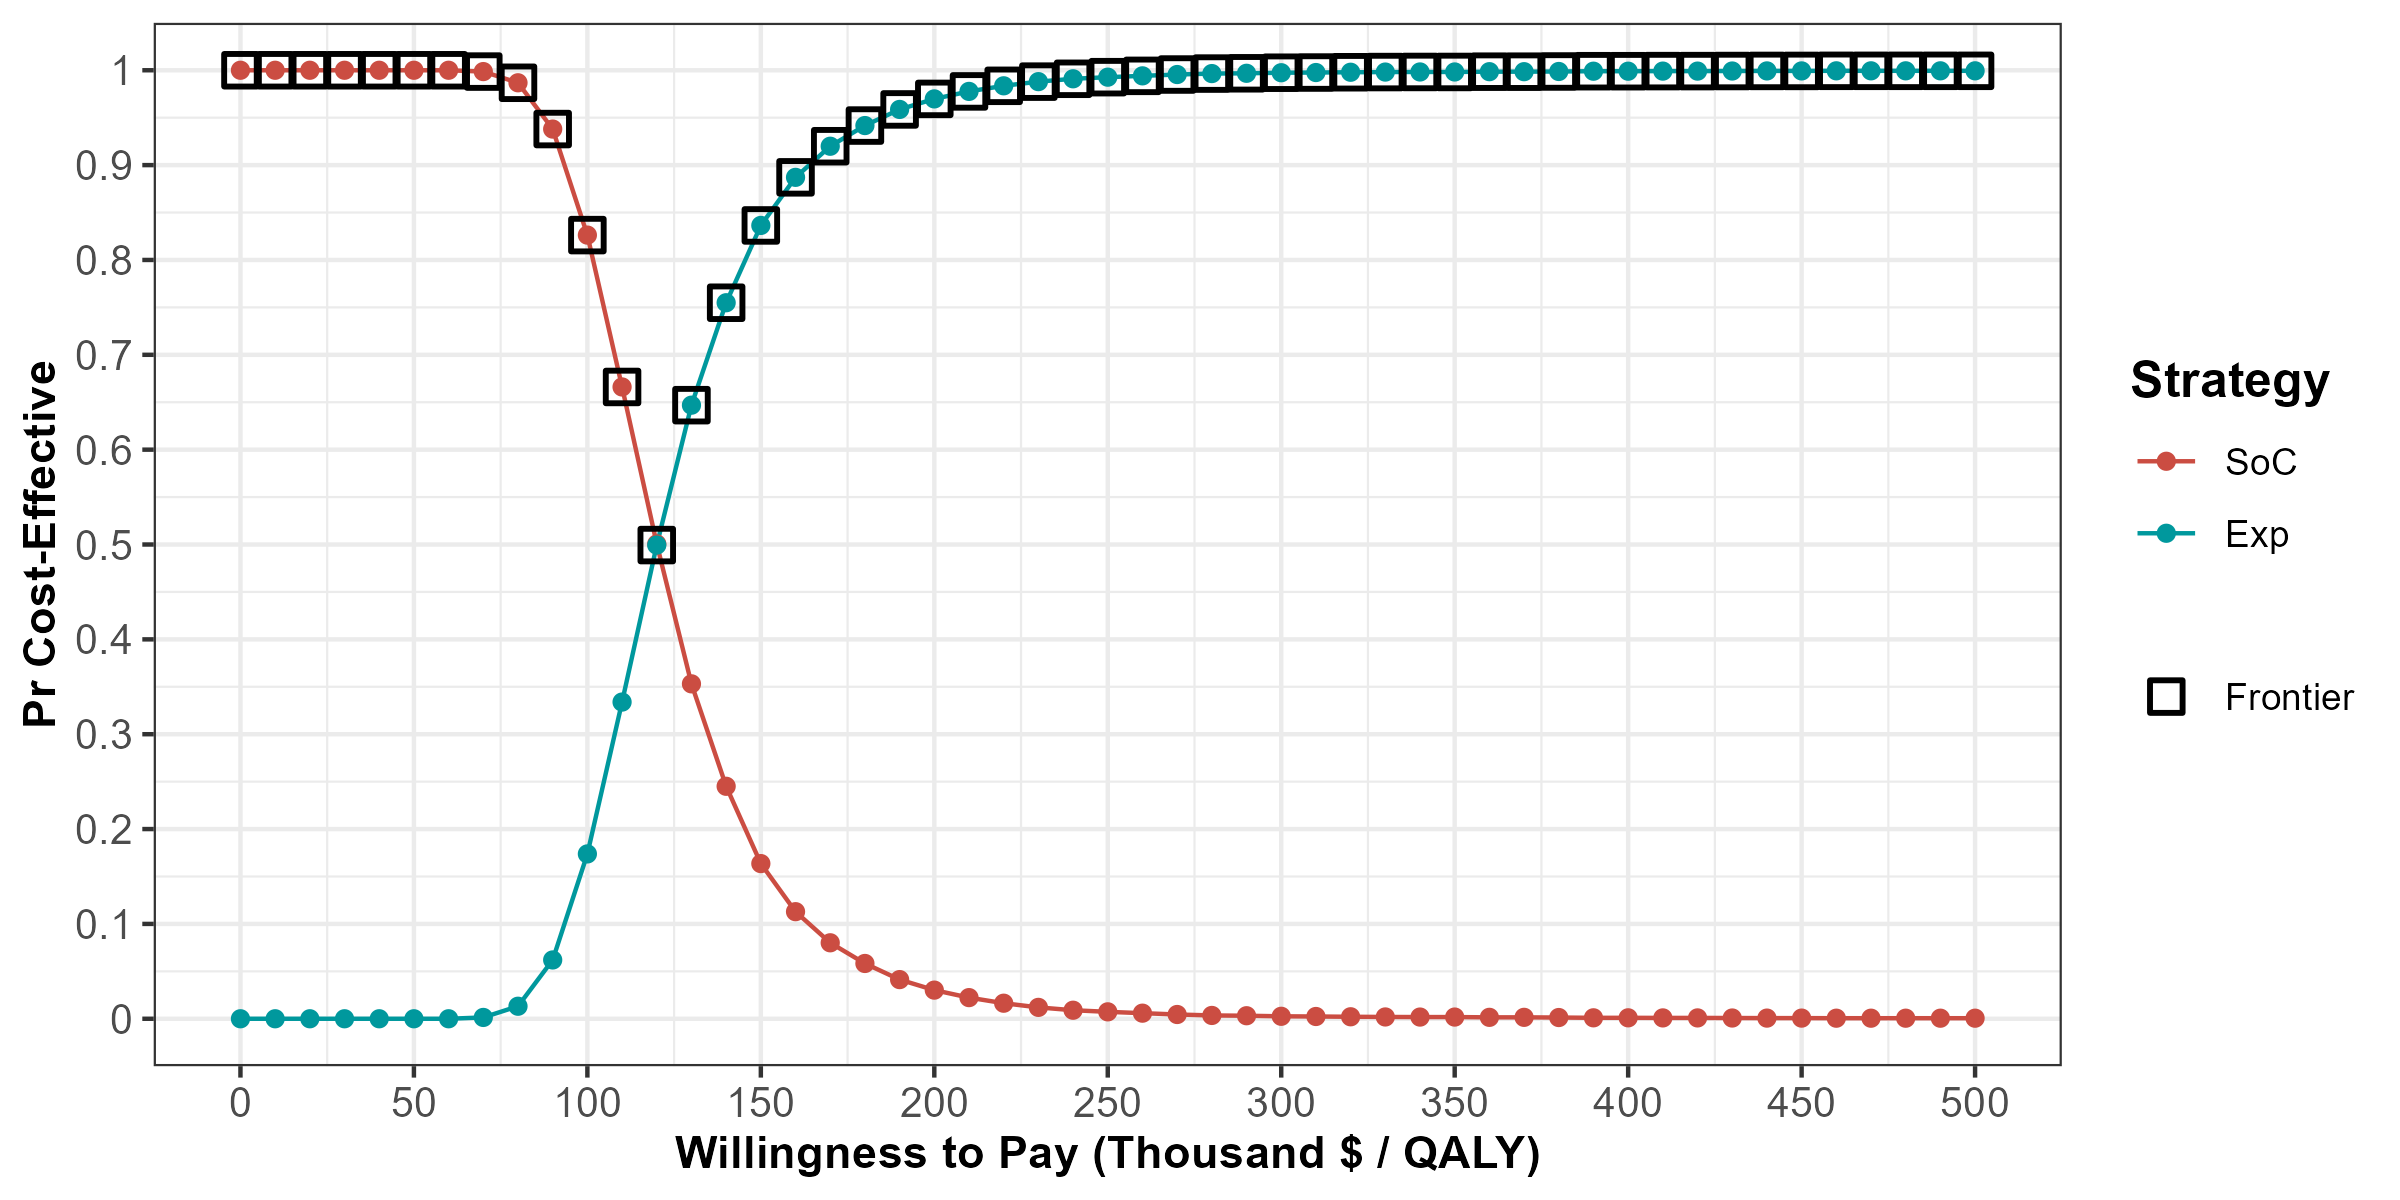 Pr Cost-Effective
1
0.9
0.8
0.7
0.6
0.5
0.4
0.3
0.2
0.1
0
0 50 100 150 200 250 300 350 400 450 500
Willingness to Pay (Thousand $ / QALY)
Strategy
SoC
Exp
Frontier